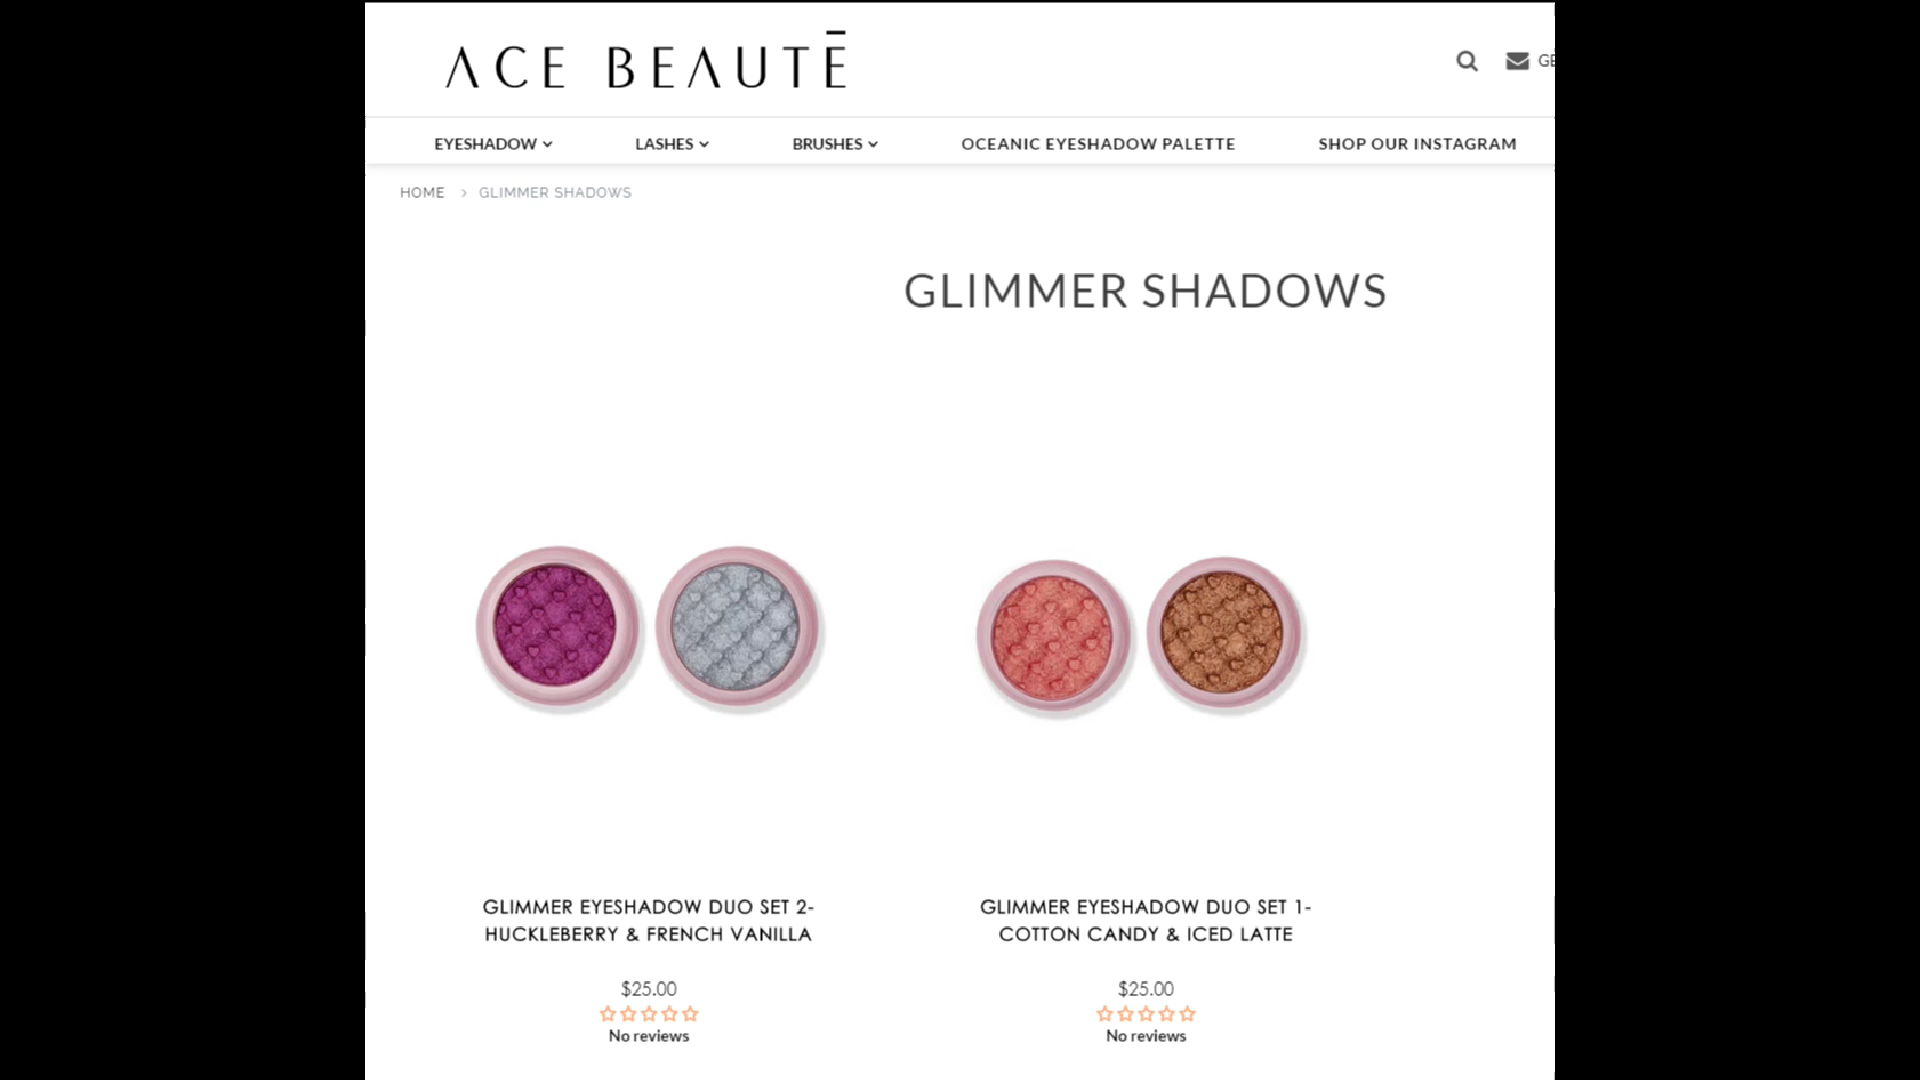 ACE BEAUTĒ
GE
EYESHADOW
LASHES
BRUSHES
OCEANIC EYESHADOW PALETTE
SHOP OUR INSTAGRAM
HOME > GLIMMER SHADOWS
GLIMMER SHADOWS
GLIMMER EYESHADOW DUO SET 2-
HUCKLEBERRY & FRENCH VANILLA
$25.00
No reviews
GLIMMER EYESHADOW DUO SET 1-
COTTON CANDY & ICED LATTE
$25.00
No reviews